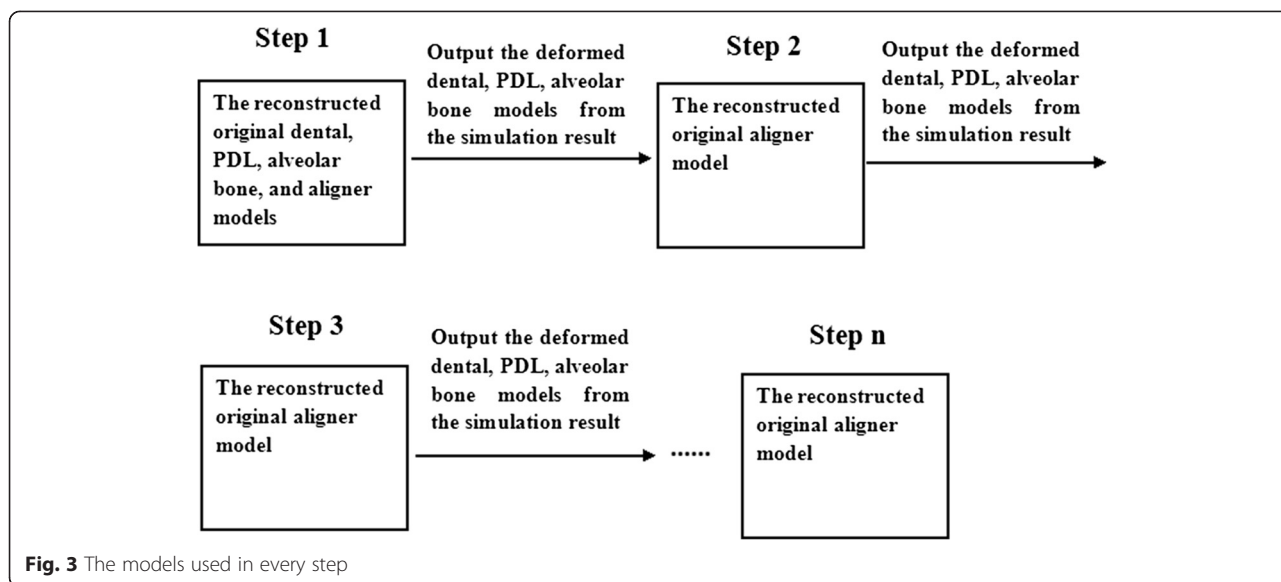 Step 1
Output the deformed
dental, PDL, alveolar
bone models from
the simulation result
Step 2
Output the deformed
dental, PDL, alveolar
bone models from
the simulation result
The reconstructed
original dental,
PDL, alveolar
bone, and aligner
models
The reconstructed
original aligner
model
Step 3
Output the deformed
dental, PDL, alveolar
bone models from
the simulation result
Step n
The reconstructed
original aligner
model
......
The reconstructed
original aligner
model
Fig. 3 The models used in every step